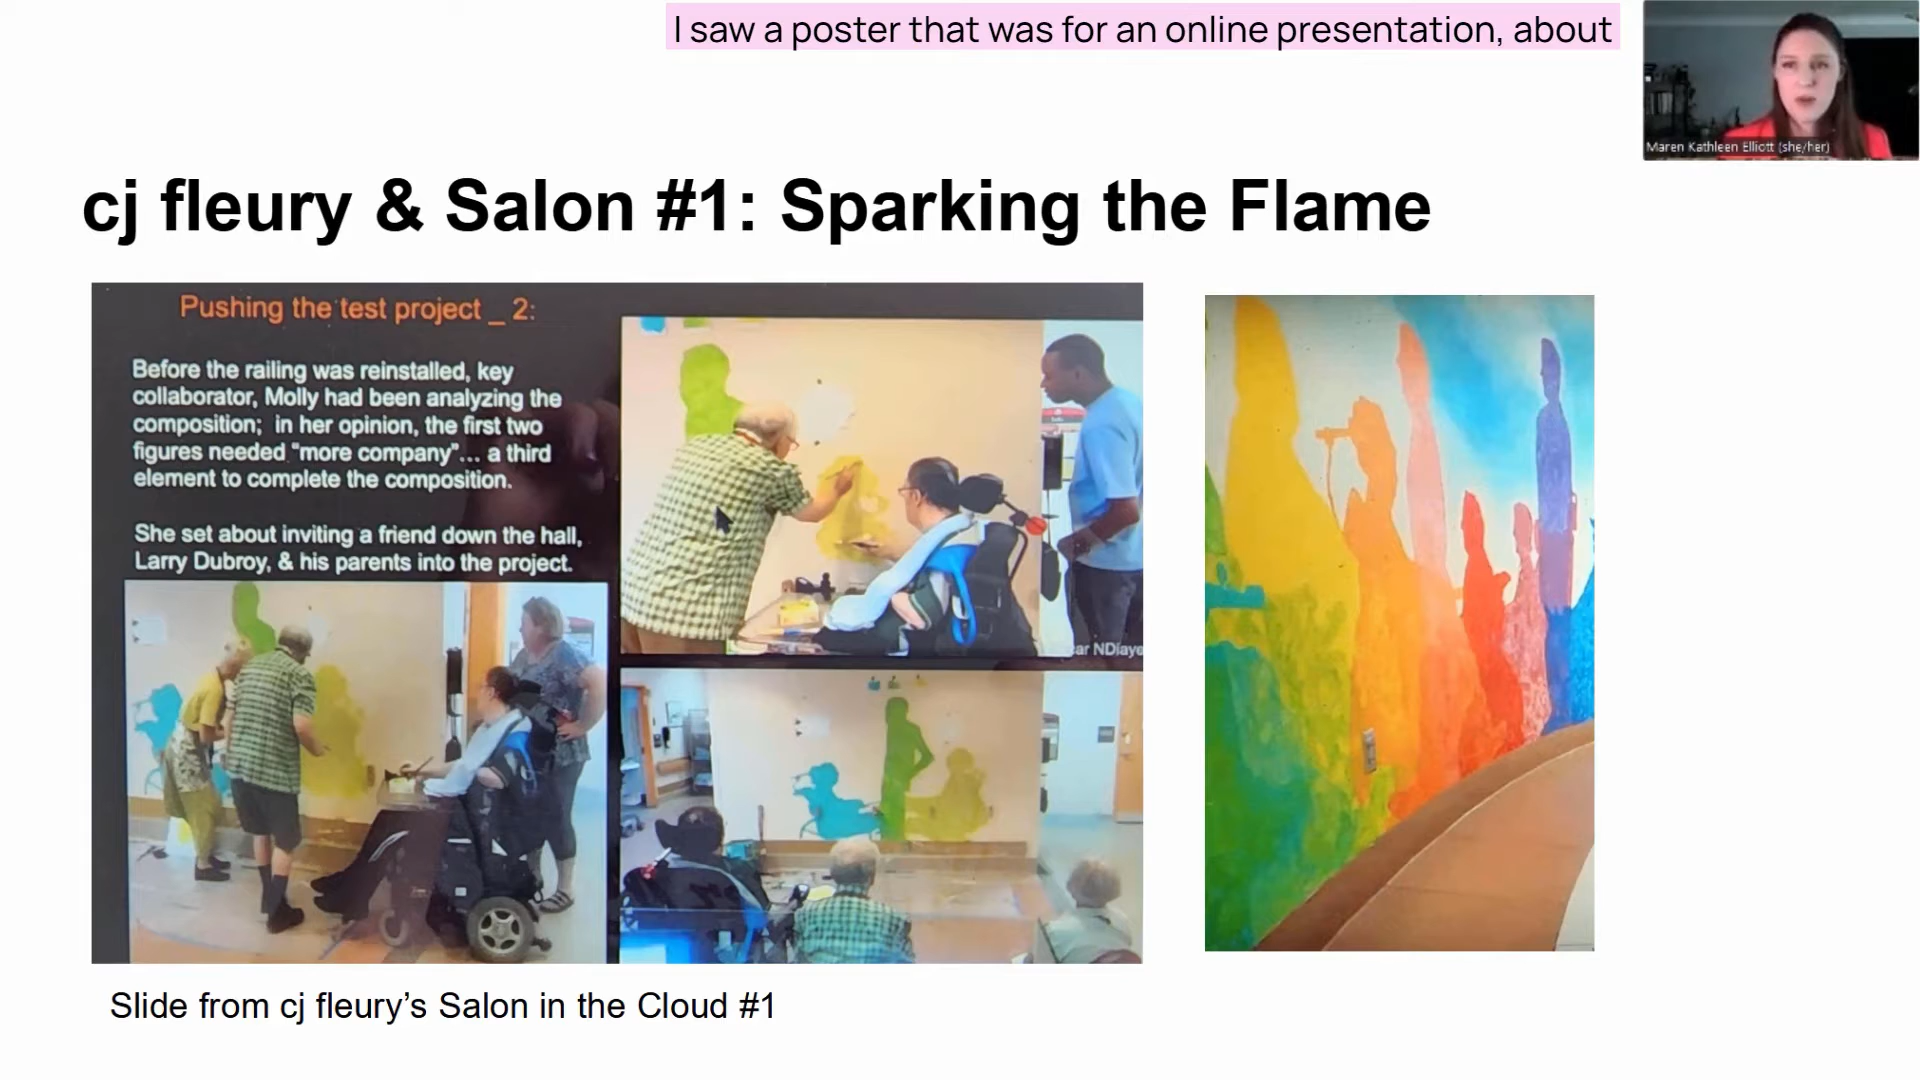 I saw a poster that was for an online presentation, about
Maren Kathleen Elliott (she/her)
cj fleury & Salon #1: Sparking the Flame
Pushing the test project _ 2:
Before the railing was reinstalled, key
collaborator, Molly had been analyzing the
composition; in her opinion, the first two
figures needed "more company"... a third
element to complete the composition.
She set about inviting a friend down the hall,
Larry Dubroy, & his parents into the project.
NDiaye
Slide from cj fleury’s Salon in the Cloud #1